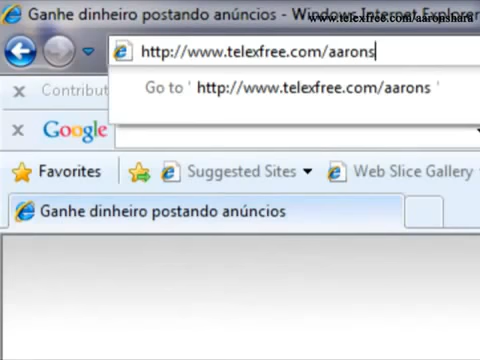 Ganhe dinheiro postando anúncios - Windows Internet Explorer
www.telexfree.com/aaronshara
http://www.telexfree.com/aarons
Go to ' http://www.telexfree.com/aarons '
Contribut
Google
Favorites
Suggested Sites
Web Slice Gallery
Ganhe dinheiro postando anúncios